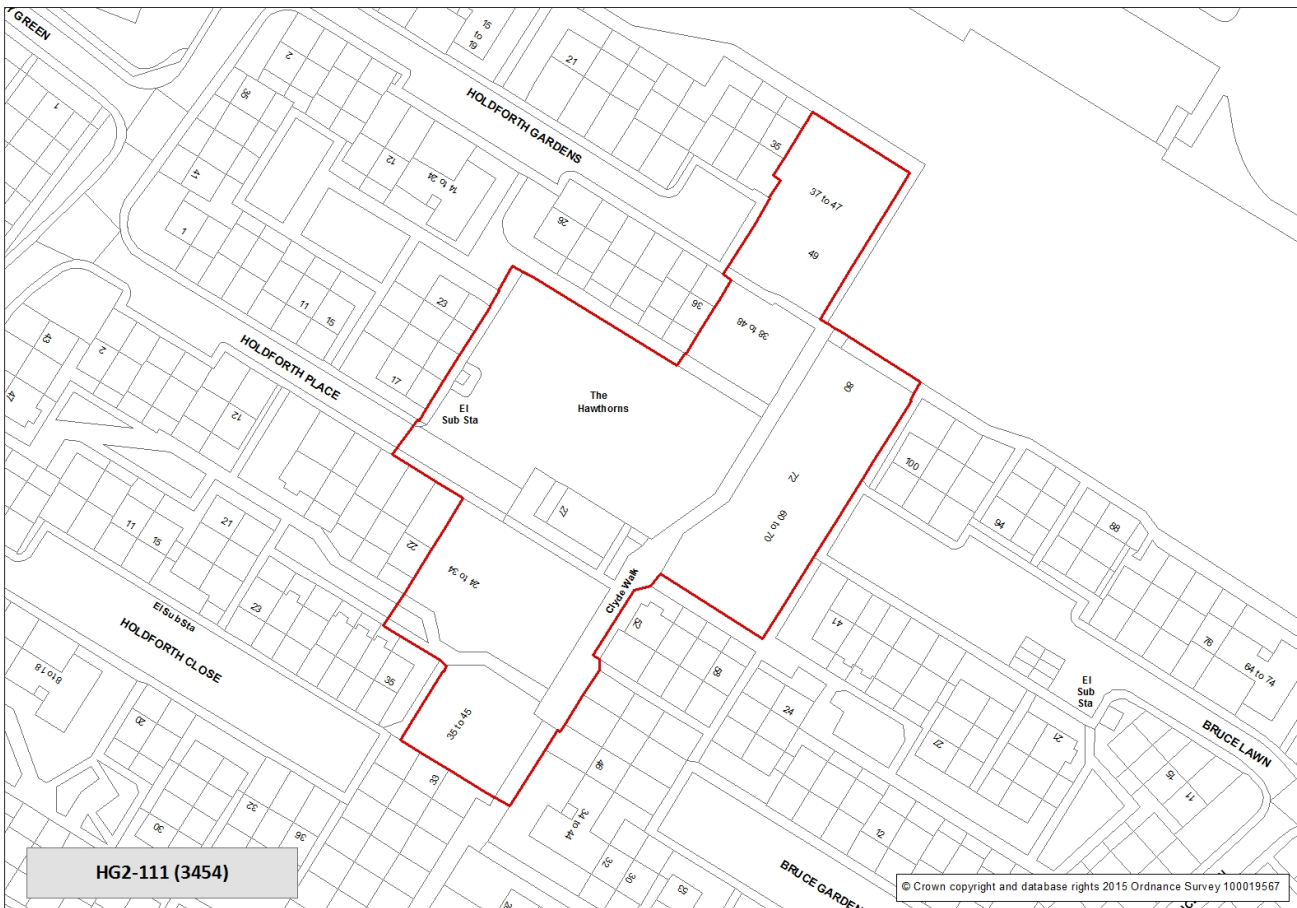 Y GREEN
15
to
19
2
21
1
35
HOLDFORTH GARDENS
35
12
14 to 24
41
37 to 47
1
26
49
23
36
38 to 48
11
15
HOLDFORTH PLACE
43
2
17
80
The
Hawthorns
El
Sub Sta
47
12
100
72
27
94
88
60 to 70
11
15
21
22
24 to 34
Clyde Walk
El Sub Sta
23
52
41
HOLDFORTH CLOSE
76
64 to 74
8 to 18
35
58
El
Sub
Sta
20
35 to 45
24
27
21
BRUCE LAWN
33
46
15
11
32
30
36
34 to 44
12
32
30
53
BRUCE GARDEN
HG2-111 (3454)
© Crown copyright and database rights 2015 Ordnance Survey 100019567